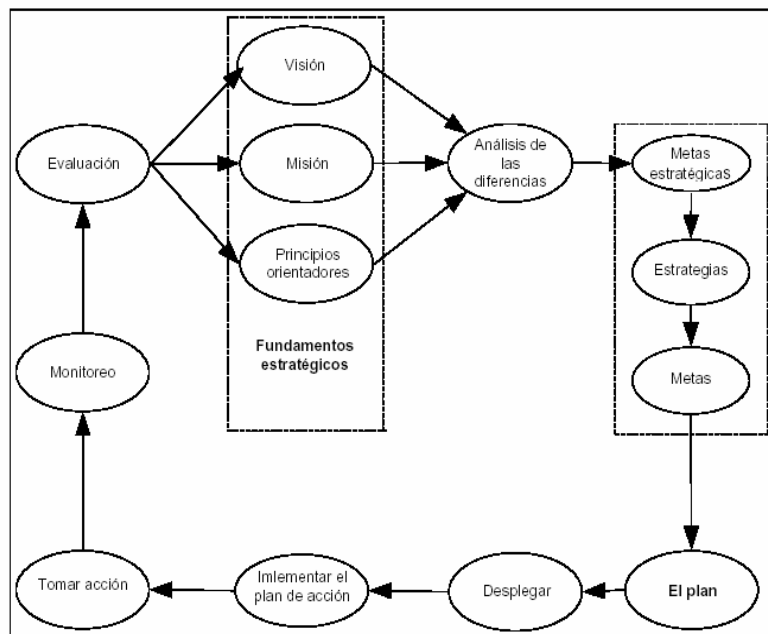 Visión
Evaluación
Misión
Análisis de
las
diferencias
Metas
estratégicas
Principios
orientadores
Estrategias
Fundamentos
estratégicos
Monitoreo
Metas
Tomar acción
Imlementar el
plan de acción
Desplegar
El plan